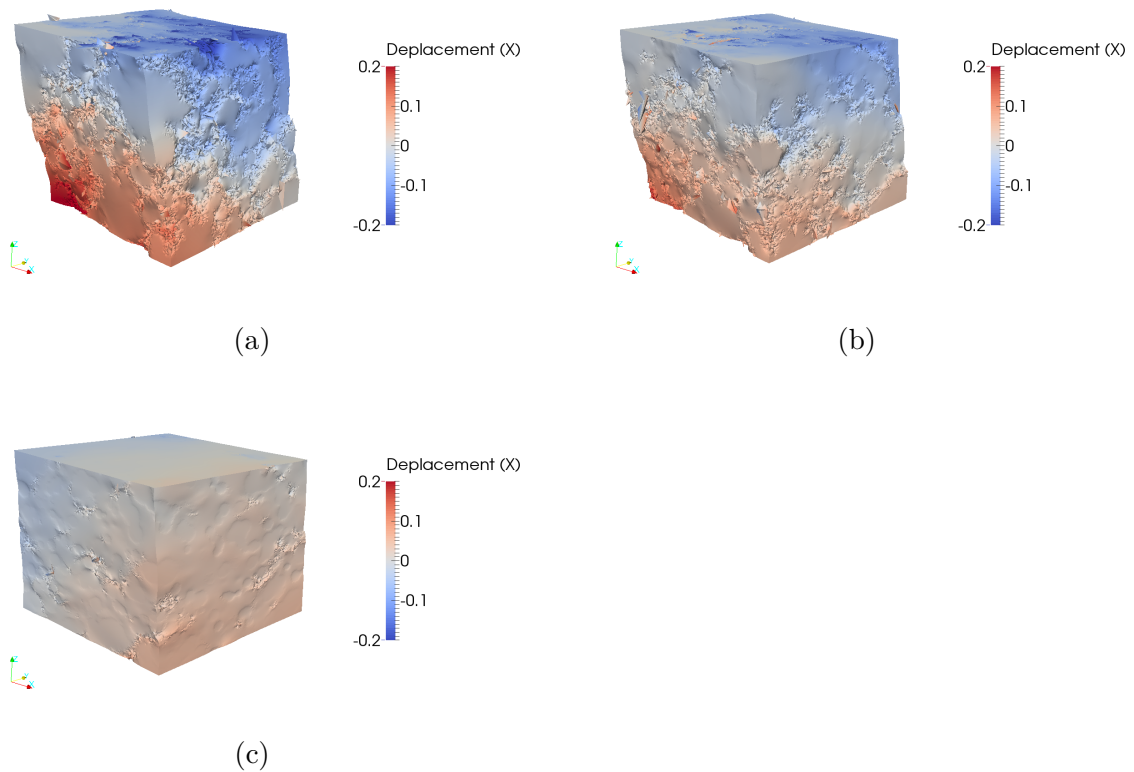 Deplacement (X)
0.2
0.1
0
-0.1
-0.2
Z
Y
X
(a)
Deplacement (X)
0.2
0.1
0
-0.1
-0.2
Z
Y
X
(b)
Deplacement (X)
0.2
0.1
0
-0.1
-0.2
Z
Y
X
(c)